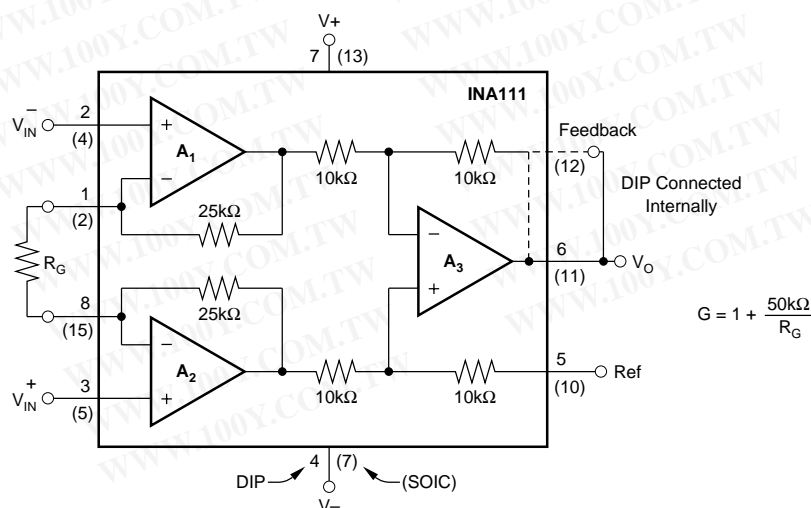 WWW.100Y.COM.TW
V+
7 (13)
INA111
2
V⁻IN
(4)
+
A1
−
10kΩ
10kΩ
Feedback
(12)
DIP Connected
Internally
1
(2)
25kΩ
RG
−
A3
+
6
(11)
VO
8
(15)
25kΩ
G = 1 + 50kΩ / RG
−
A2
+
5
(10)
Ref
3
V⁺IN
(5)
10kΩ
10kΩ
4 (7)
DIP
(SOIC)
V–